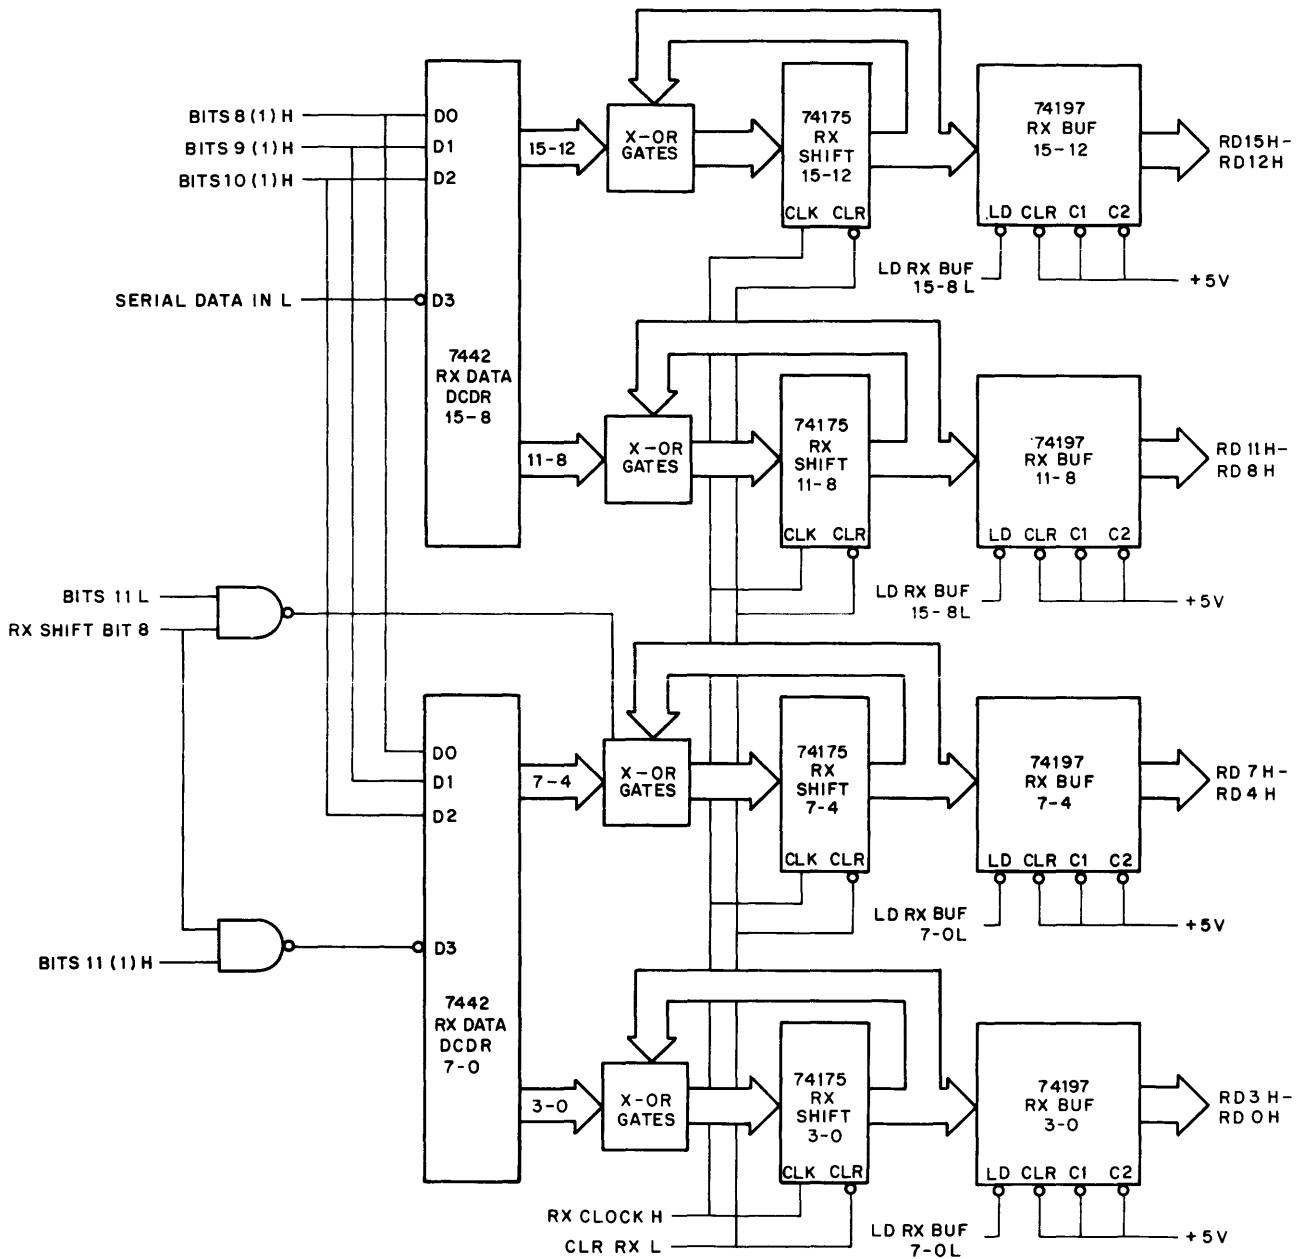 BITS 8 (1) H
BITS 9 (1) H
BITS 10 (1) H
SERIAL DATA IN L
D0
D1
D2
D3
7442
RX DATA
DCDR
15-8
15-12
X-OR
GATES
74175
RX
SHIFT
15-12
CLK CLR
74197
RX BUF
15-12
LD CLR C1 C2
LD RX BUF
15-8 L
+5V
RD15H-
RD12H
11-8
X-OR
GATES
74175
RX
SHIFT
11-8
CLK CLR
74197
RX BUF
11-8
LD CLR C1 C2
LD RX BUF
15-8L
+5V
RD 11H-
RD 8 H
BITS 11 L
RX SHIFT BIT 8
BITS 11 (1) H
D0
D1
D2
D3
7442
RX DATA
DCDR
7-0
7-4
X-OR
GATES
74175
RX
SHIFT
7-4
CLK CLR
74197
RX BUF
7-4
LD CLR C1 C2
LD RX BUF
7-0L
+5V
RD 7 H-
RD 4 H
3-0
X-OR
GATES
74175
RX
SHIFT
3-0
CLK CLR
74197
RX BUF
3-0
LD CLR C1 C2
LD RX BUF
7-0L
+5V
RD 3 H-
RD 0 H
RX CLOCK H
CLR RX L